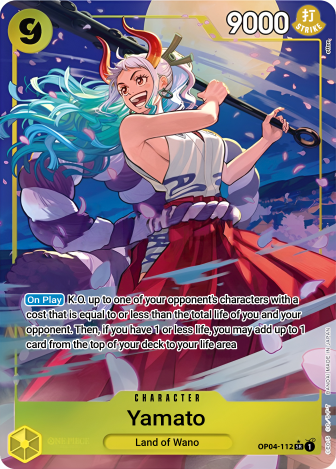 9
9000
打
STRIKE
On Play K.O. up to one of your opponent's characters with a
cost that is equal to or less than the total life of you and your
opponent. Then, if you have 1 or less life, you may add up to 1
card from the top of your deck to your life area
CHARACTER
Yamato
Land of Wano
OP04-112 SR 1